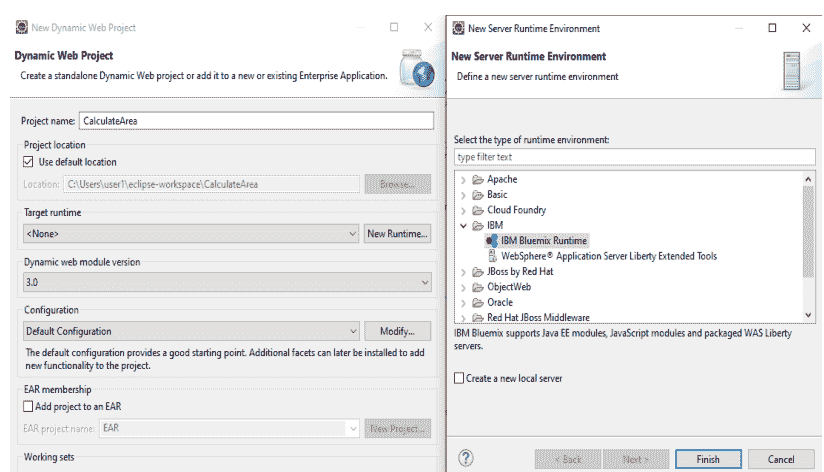 New Dynamic Web Project
Dynamic Web Project
Create a standalone Dynamic Web project or add it to a new or existing Enterprise Application.
Project name: CalculateArea
Project location
Use default location
Location: C:\Users\user1\eclipse-workspace\CalculateArea Browse...
Target runtime
<None> New Runtime...
Dynamic web module version
3.0
Configuration
Default Configuration Modify...
The default configuration provides a good starting point. Additional facets can later be installed to add
new functionality to the project.
EAR membership
Add project to an EAR
EAR project name: EAR New Project...
Working sets
New Server Runtime Environment
New Server Runtime Environment
Define a new server runtime environment
Select the type of runtime environment:
type filter text
Apache
Basic
Cloud Foundry
IBM
IBM Bluemix Runtime
WebSphere® Application Server Liberty Extended Tools
JBoss by Red Hat
ObjectWeb
Oracle
Red Hat JBoss Middleware
IBM Bluemix supports Java EE modules, JavaScript modules and packaged WAS Liberty
servers.
Create a new local server
? < Back Next > Finish Cancel